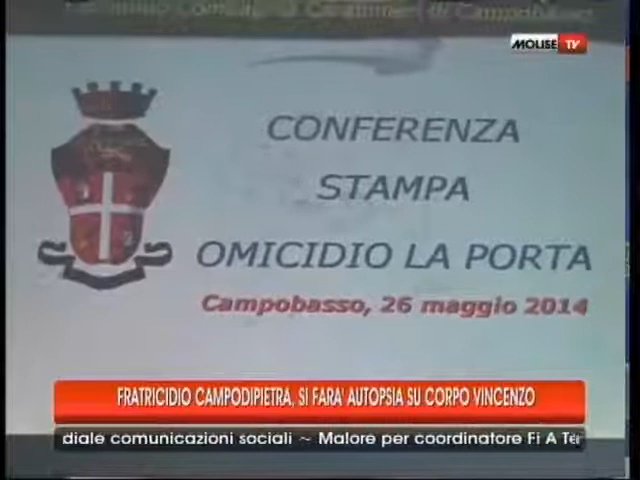 MOLISE TV
CONFERENZA
STAMPA
OMICIDIO LA PORTA
Campobasso, 26 maggio 2014
FRATRICIDIO CAMPODIPIETRA, SI FARA' AUTOPSIA SU CORPO VINCENZO
diale comunicazioni sociali ~ Malore per coordinatore Fi A Te